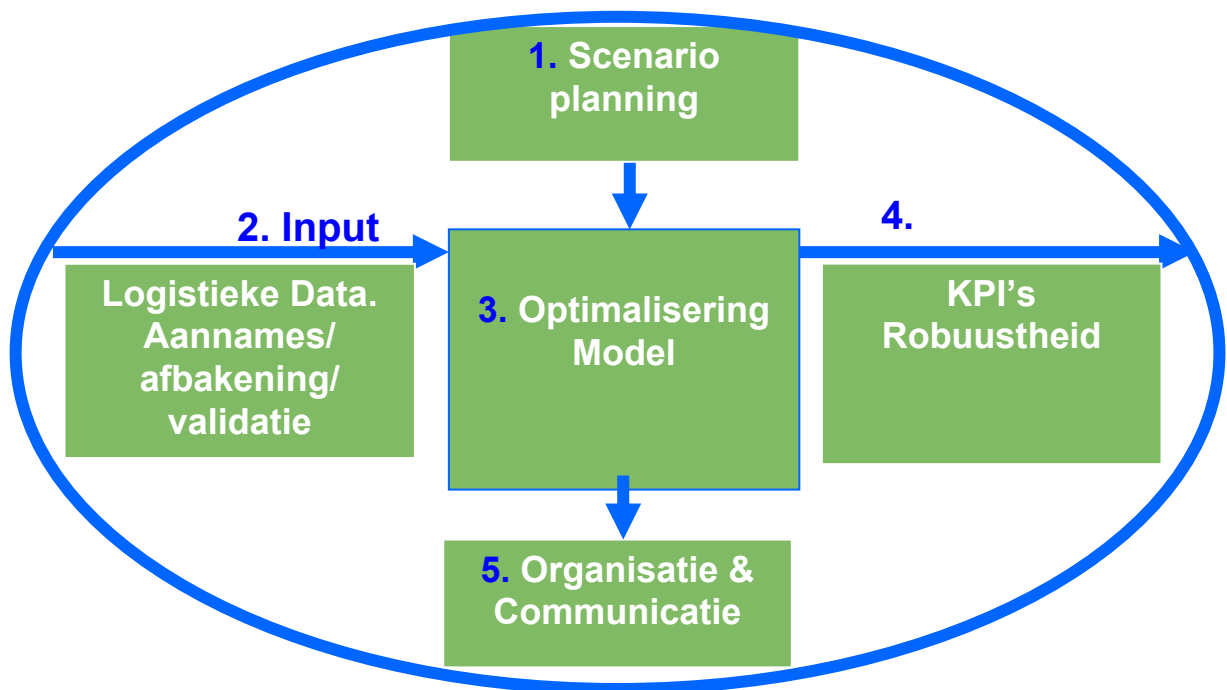 1. Scenario
planning
2. Input
4.
Logistieke Data.
Aannames/
afbakening/
validatie
3. Optimalisering
Model
KPI’s
Robuustheid
5. Organisatie &
Communicatie